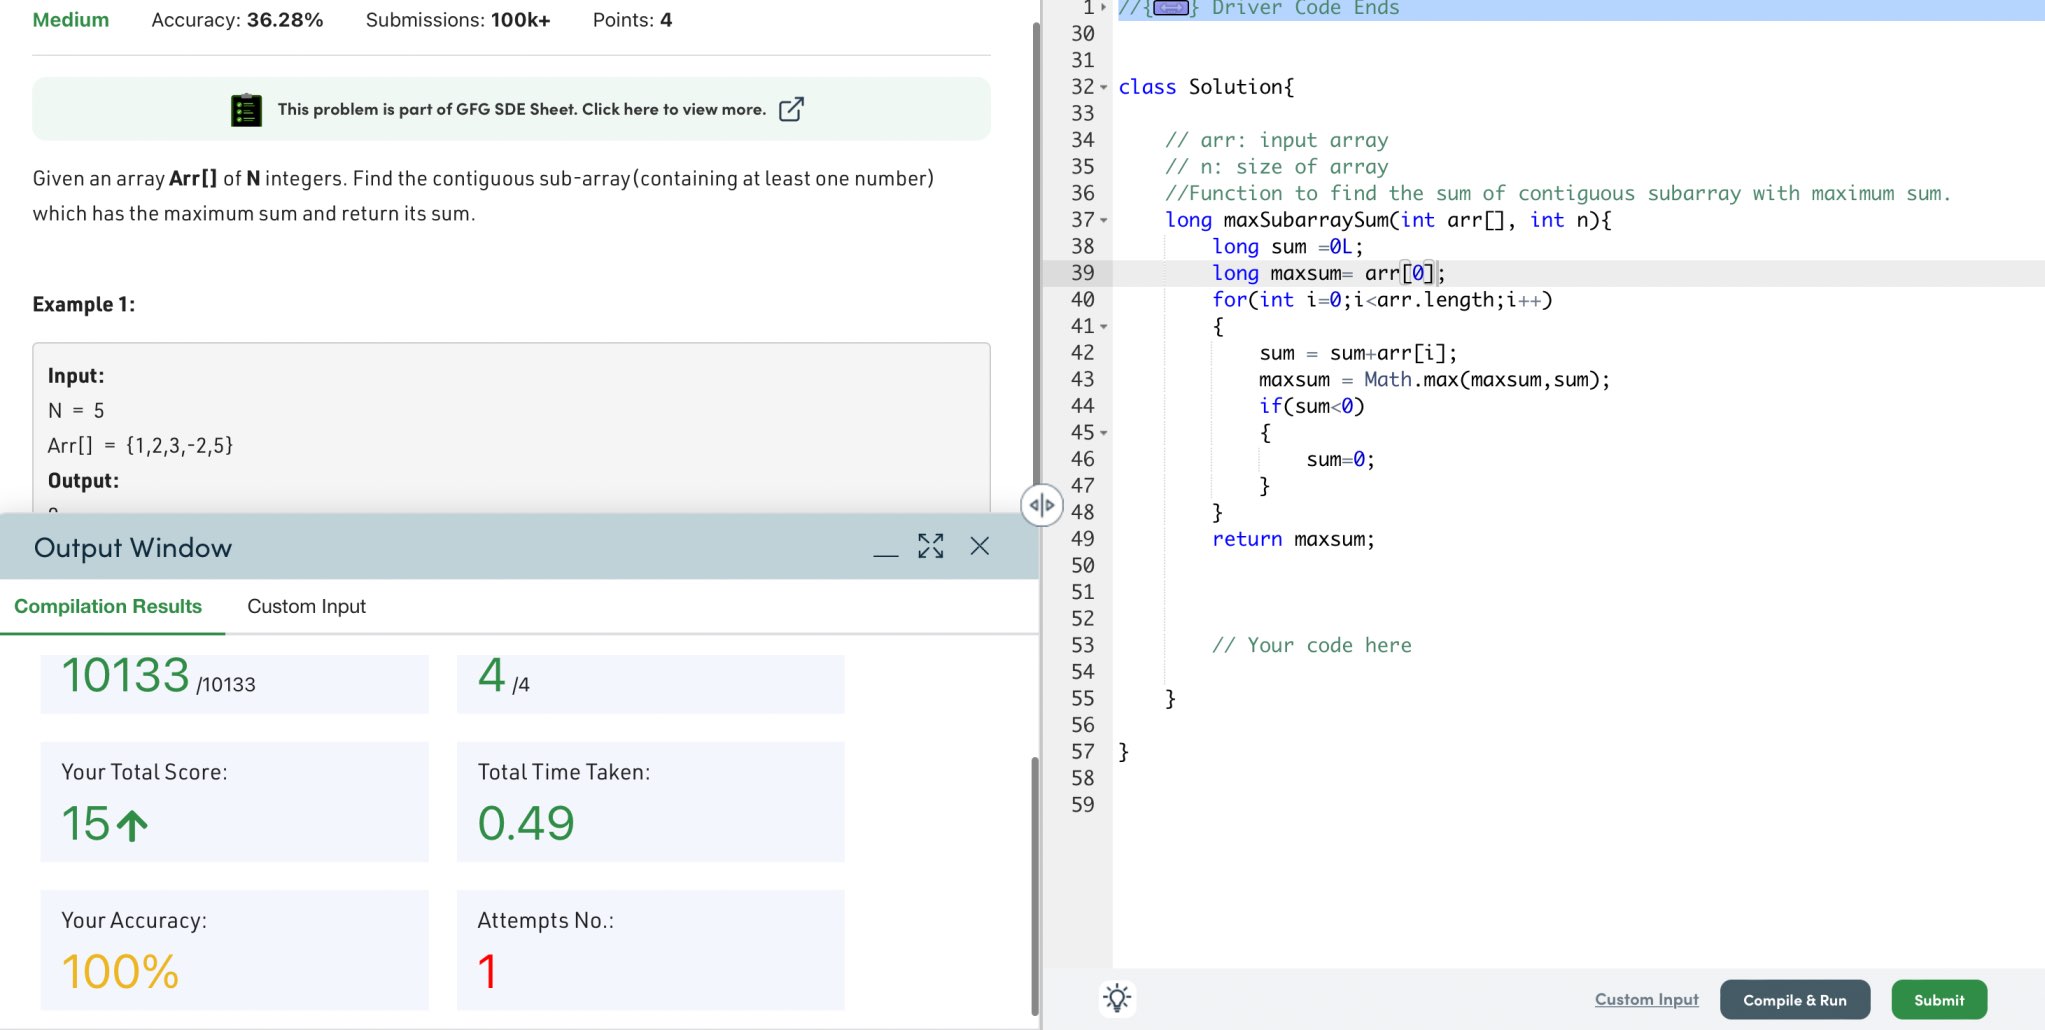 Medium Accuracy: 36.28% Submissions: 100k+ Points: 4
This problem is part of GFG SDE Sheet. Click here to view more.
Given an array Arr[] of N integers. Find the contiguous sub-array(containing at least one number)
which has the maximum sum and return its sum.
Example 1:
Input:
N = 5
Arr[] = {1,2,3,-2,5}
Output:
Output Window
Compilation Results Custom Input
10133 /10133
4 /4
Your Total Score:
15
Total Time Taken:
0.49
Your Accuracy:
100%
Attempts No.:
1
1 //{ } Driver Code Ends
30
31
32 class Solution{
33
34 // arr: input array
35 // n: size of array
36 //Function to find the sum of contiguous subarray with maximum sum.
37 long maxSubarraySum(int arr[], int n){
38 long sum =0L;
39 long maxsum= arr[0];
40 for(int i=0;i<arr.length;i++)
41 {
42 sum = sum+arr[i];
43 maxsum = Math.max(maxsum,sum);
44 if(sum<0)
45 {
46 sum=0;
47 }
48 }
49 return maxsum;
50
51
52
53 // Your code here
54
55 }
56
57 }
58
59
Custom Input Compile & Run Submit